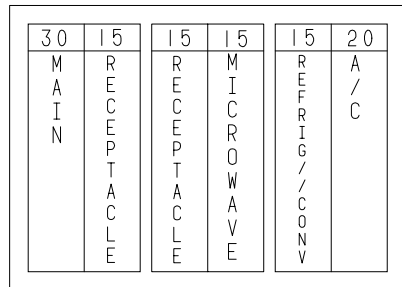 30 15 15 15 15 20
MAIN
RECEPTACLE
RECEPTACLE
MICROWAVE
REFRIG//CONV
A/C